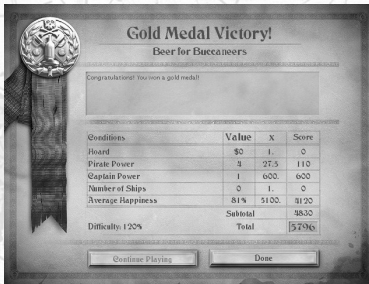 Gold Medal Victory!
Beer for Buccaneers
Congratulations! You won a gold medal!
Conditions Value x Score
Hoard $0 1. 0
Pirate Power 4 27.5 110
Captain Power 1 600. 600
Number of Ships 0 1. 0
Average Happiness 81% 5100. 4120
Subtotal 4830
Difficulty: 120% Total 5796
Continue Playing Done